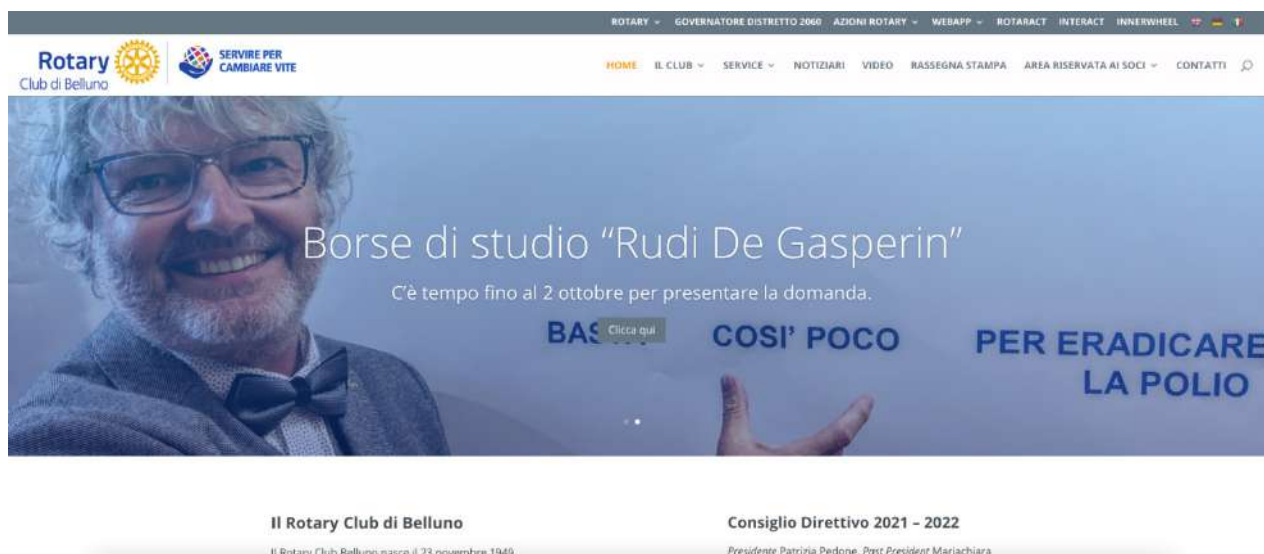 ROTARY GOVERNATORE DISTRETTO 2060 AZIONI ROTARY WEBAPP ROTARACT INTERACT INNERWHEEL
Rotary
Club di Belluno
SERVIRE PER
CAMBIARE VITE
HOME IL CLUB SERVICE NOTIZIARI VIDEO RASSEGNA STAMPA AREA RISERVATA AI SOCI CONTATTI
Borse di studio “Rudi De Gasperin”
C'è tempo fino al 2 ottobre per presentare la domanda.
Clicca qui
COSI' POCO
PER ERADICARE
LA POLIO
Il Rotary Club di Belluno
Il Rotary Club Belluno nasce il 23 novembre 1949
Consiglio Direttivo 2021 – 2022
Presidente Patrizia Pedone, Past President Mariachiara